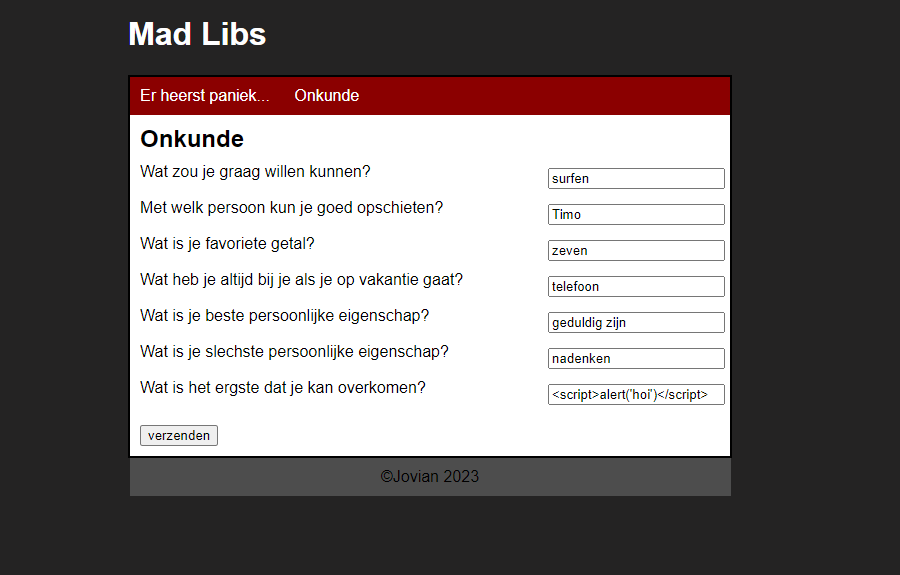 Mad Libs
Er heerst paniek... Onkunde
Onkunde
Wat zou je graag willen kunnen? surfen
Met welk persoon kun je goed opschieten? Timo
Wat is je favoriete getal? zeven
Wat heb je altijd bij je als je op vakantie gaat? telefoon
Wat is je beste persoonlijke eigenschap? geduldig zijn
Wat is je slechste persoonlijke eigenschap? nadenken
Wat is het ergste dat je kan overkomen? <script>alert('hoi')</script>
verzenden
©Jovian 2023